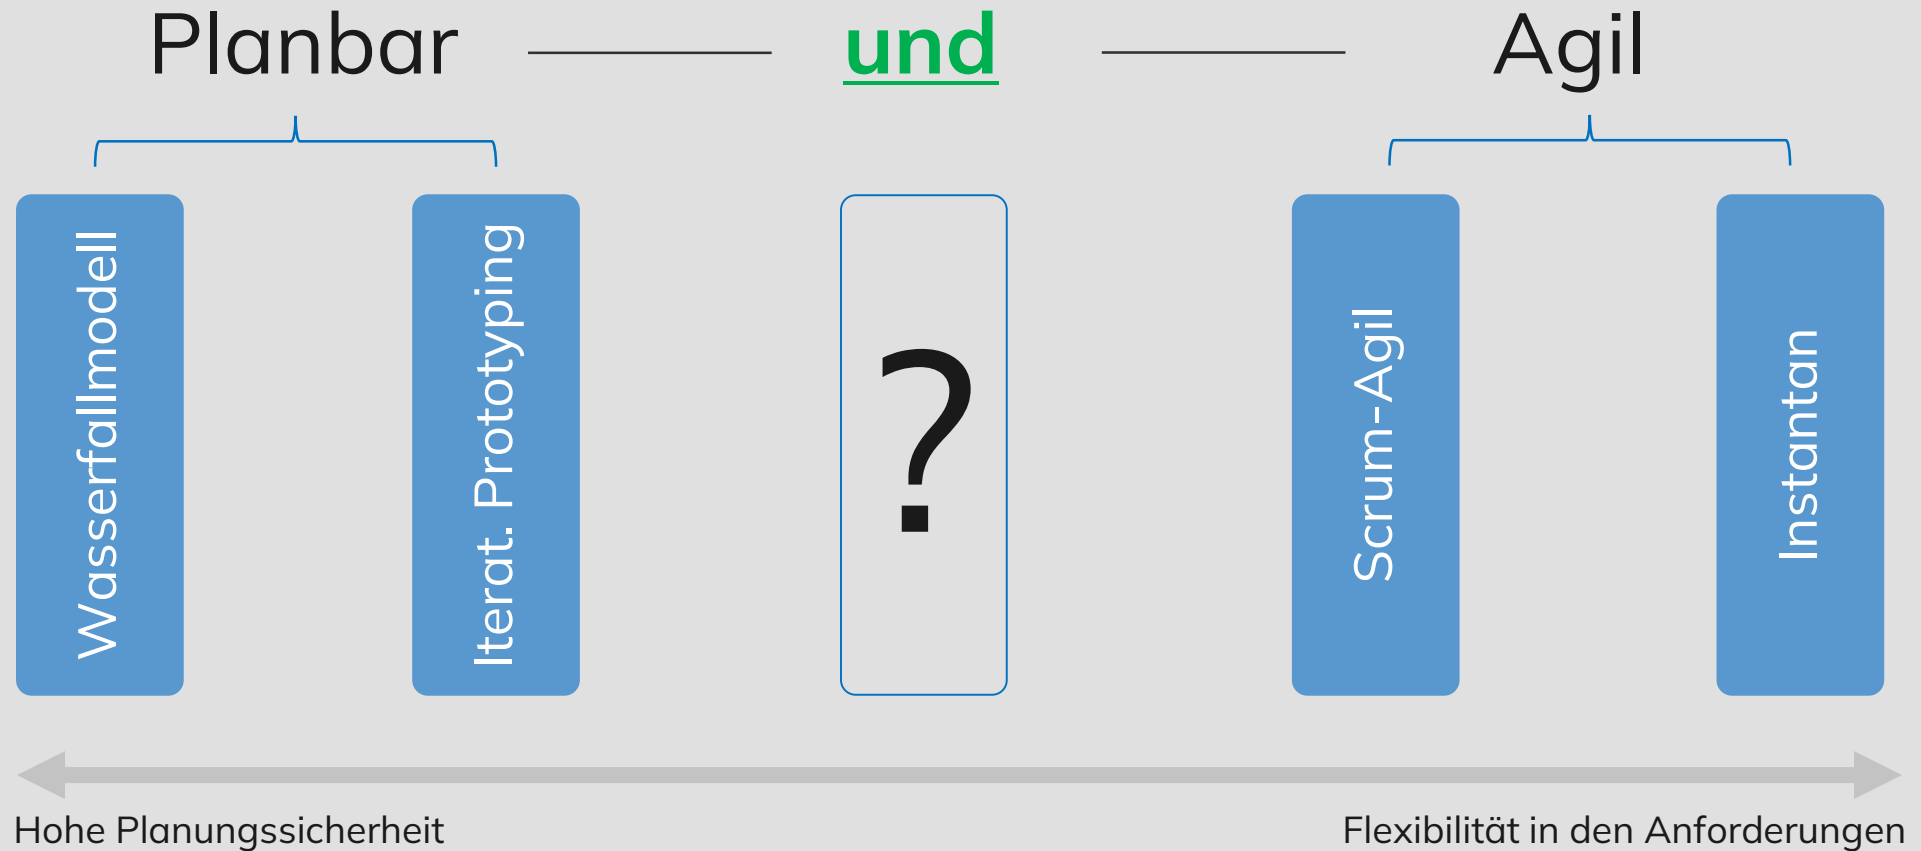 Planbar
und
Agil
Wasserfallmodell
Iterat. Prototyping
?
Scrum-Agil
Instantan
Hohe Planungssicherheit
Flexibilität in den Anforderungen